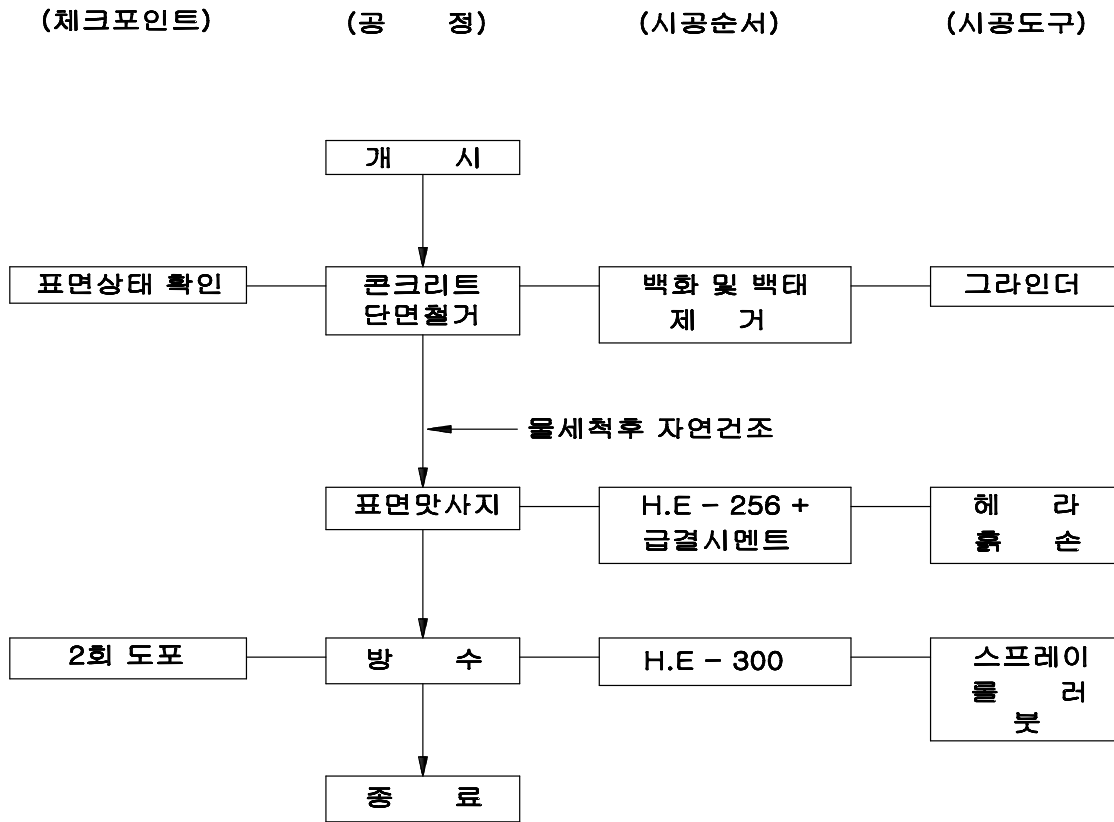 (체크포인트) (공 정) (시공순서) (시공도구)
개 시
표면상태 확인
콘크리트
단면철거
백화 및 백태
제 거
그라인더
물세척후 자연건조
표면맛사지
H.E - 256 +
급결시멘트
헤 라
흙 손
2회 도포
방 수
H.E - 300
스프레이
롤 러
붓
종 료